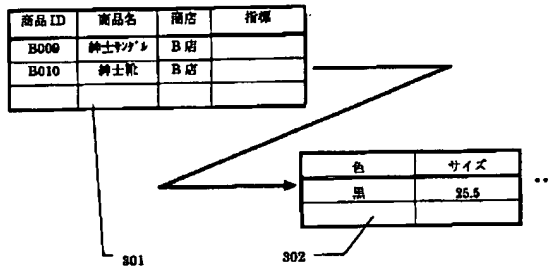 商品ID 商品名 商店 指標
B009 紳士サンダル B店
B010 紳士靴 B店
色 サイズ
黒 25.5
301 302